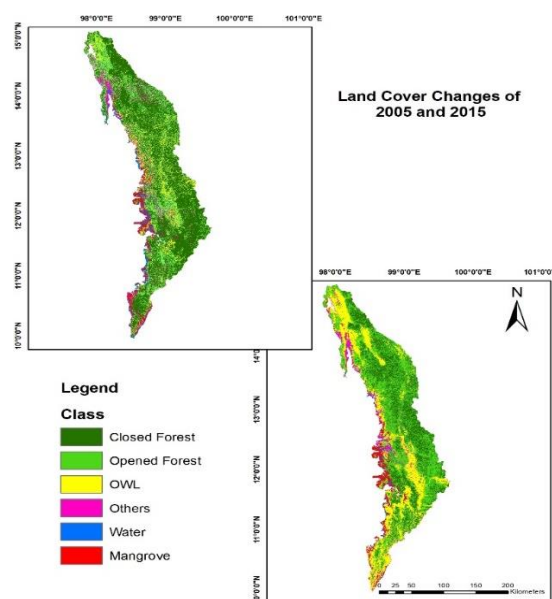 98°0'0"E 99°0'0"E 100°0'0"E 101°0'0"E
15°0'0"N
14°0'0"N
13°0'0"N
12°0'0"N
11°0'0"N
10°0'0"N
Land Cover Changes of
2005 and 2015
98°0'0"E 99°0'0"E 100°0'0"E 101°0'0"E
N
13°0'0"N
12°0'0"N
11°0'0"N
Legend
Class
Closed Forest
Opened Forest
OWL
Others
Water
Mangrove
0 25 50 100 150 200
Kilometers